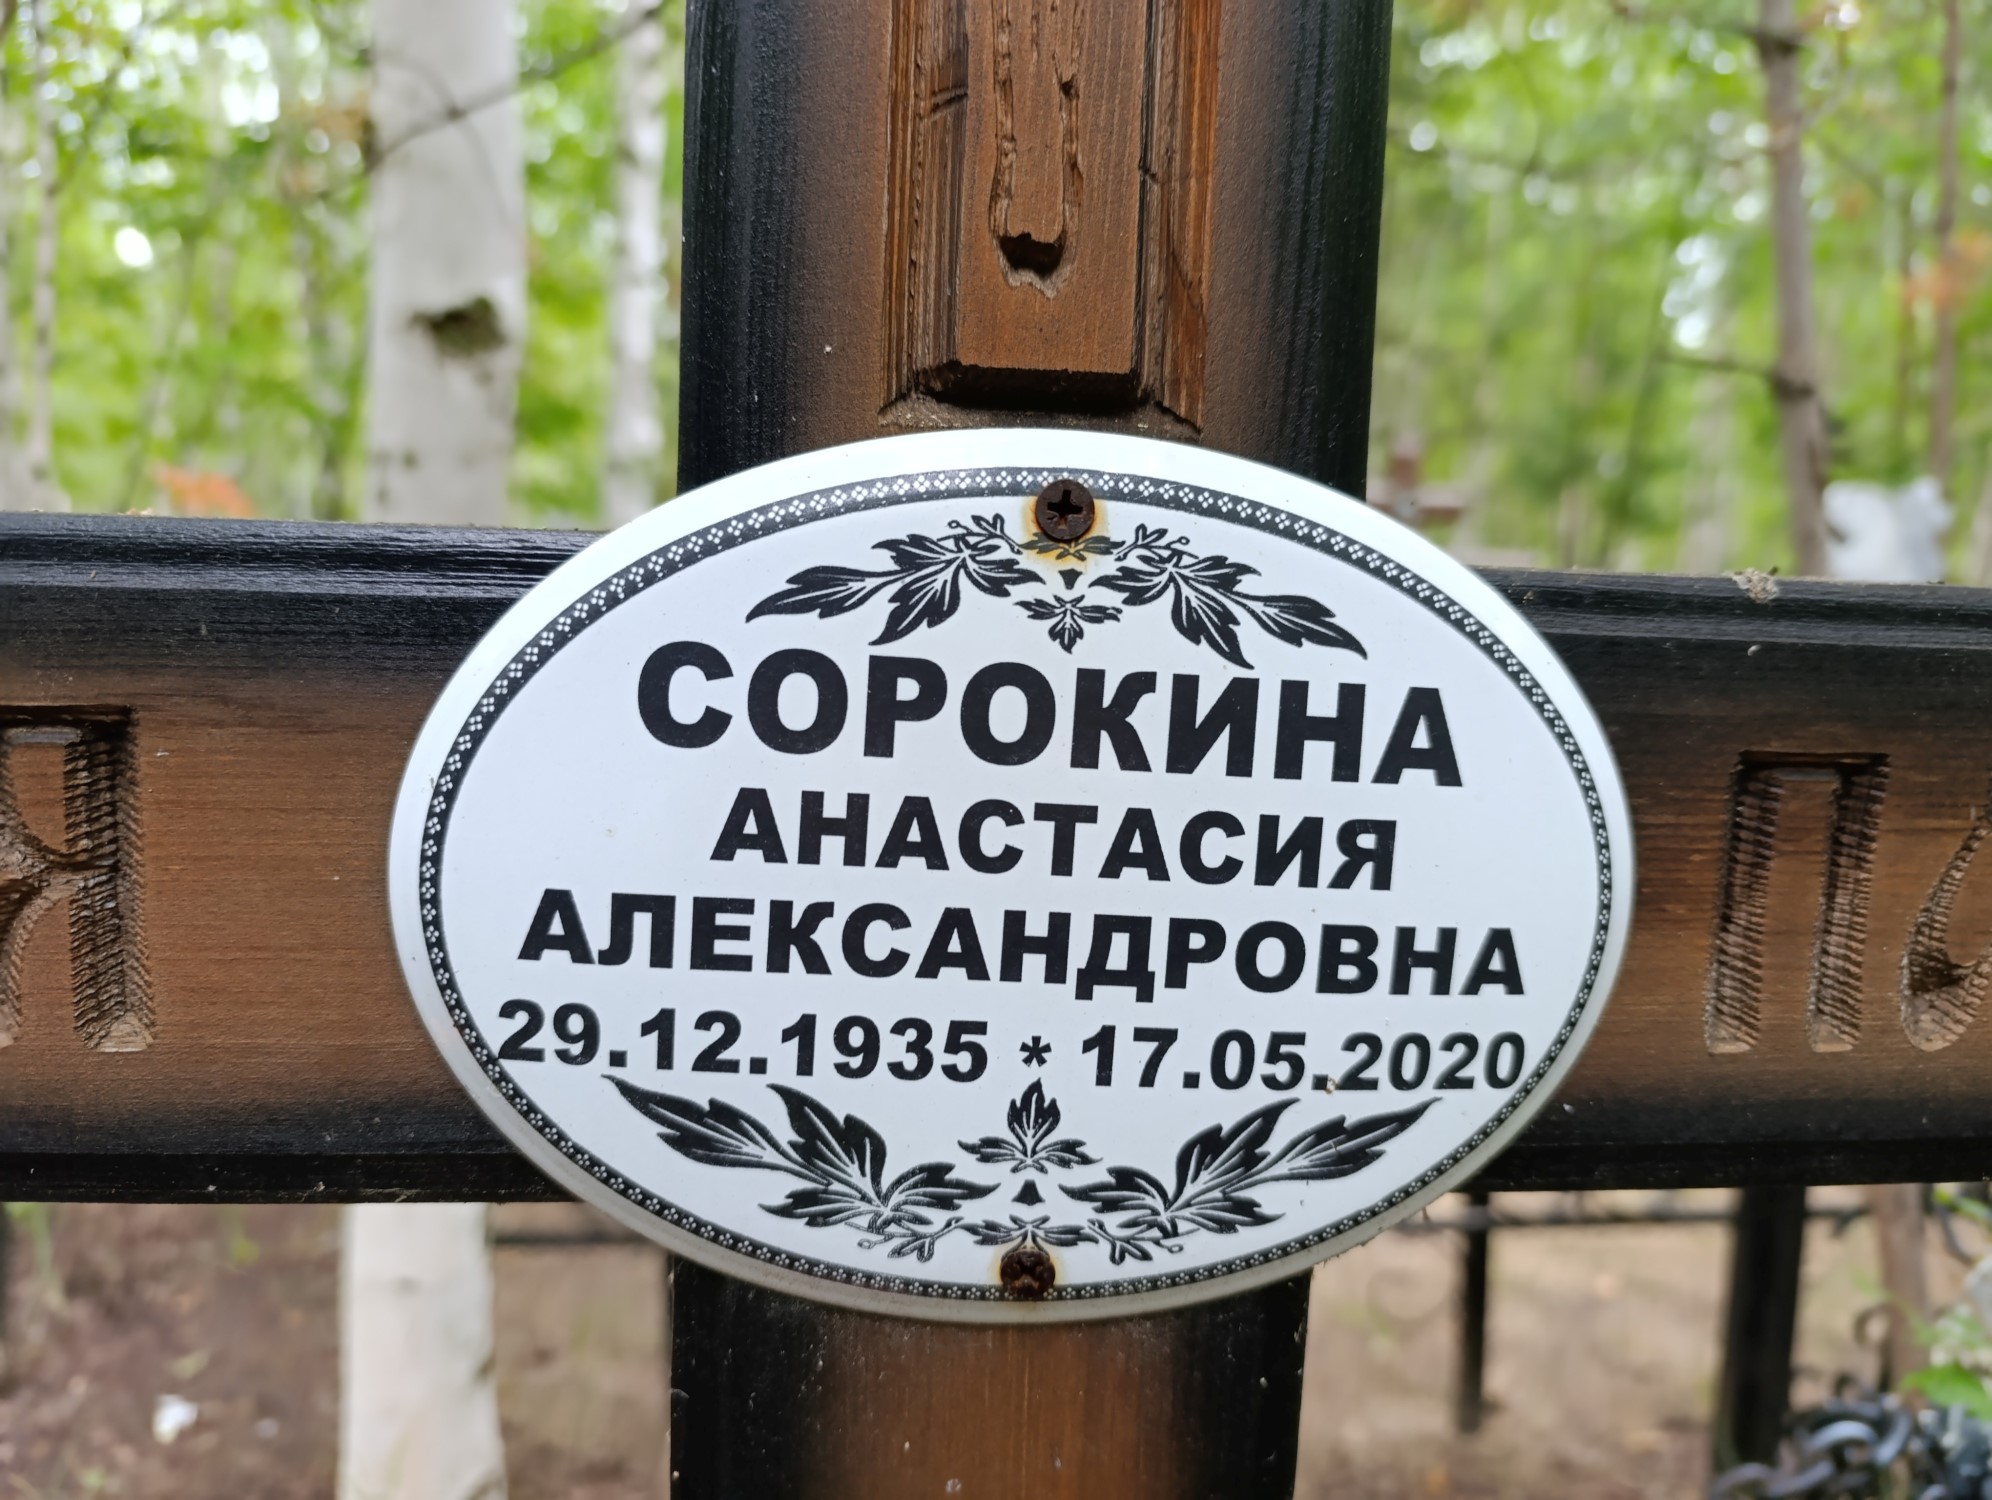 СОРОКИНА
АНАСТАСИЯ
АЛЕКСАНДРОВНА
29.12.1935 * 17.05.2020